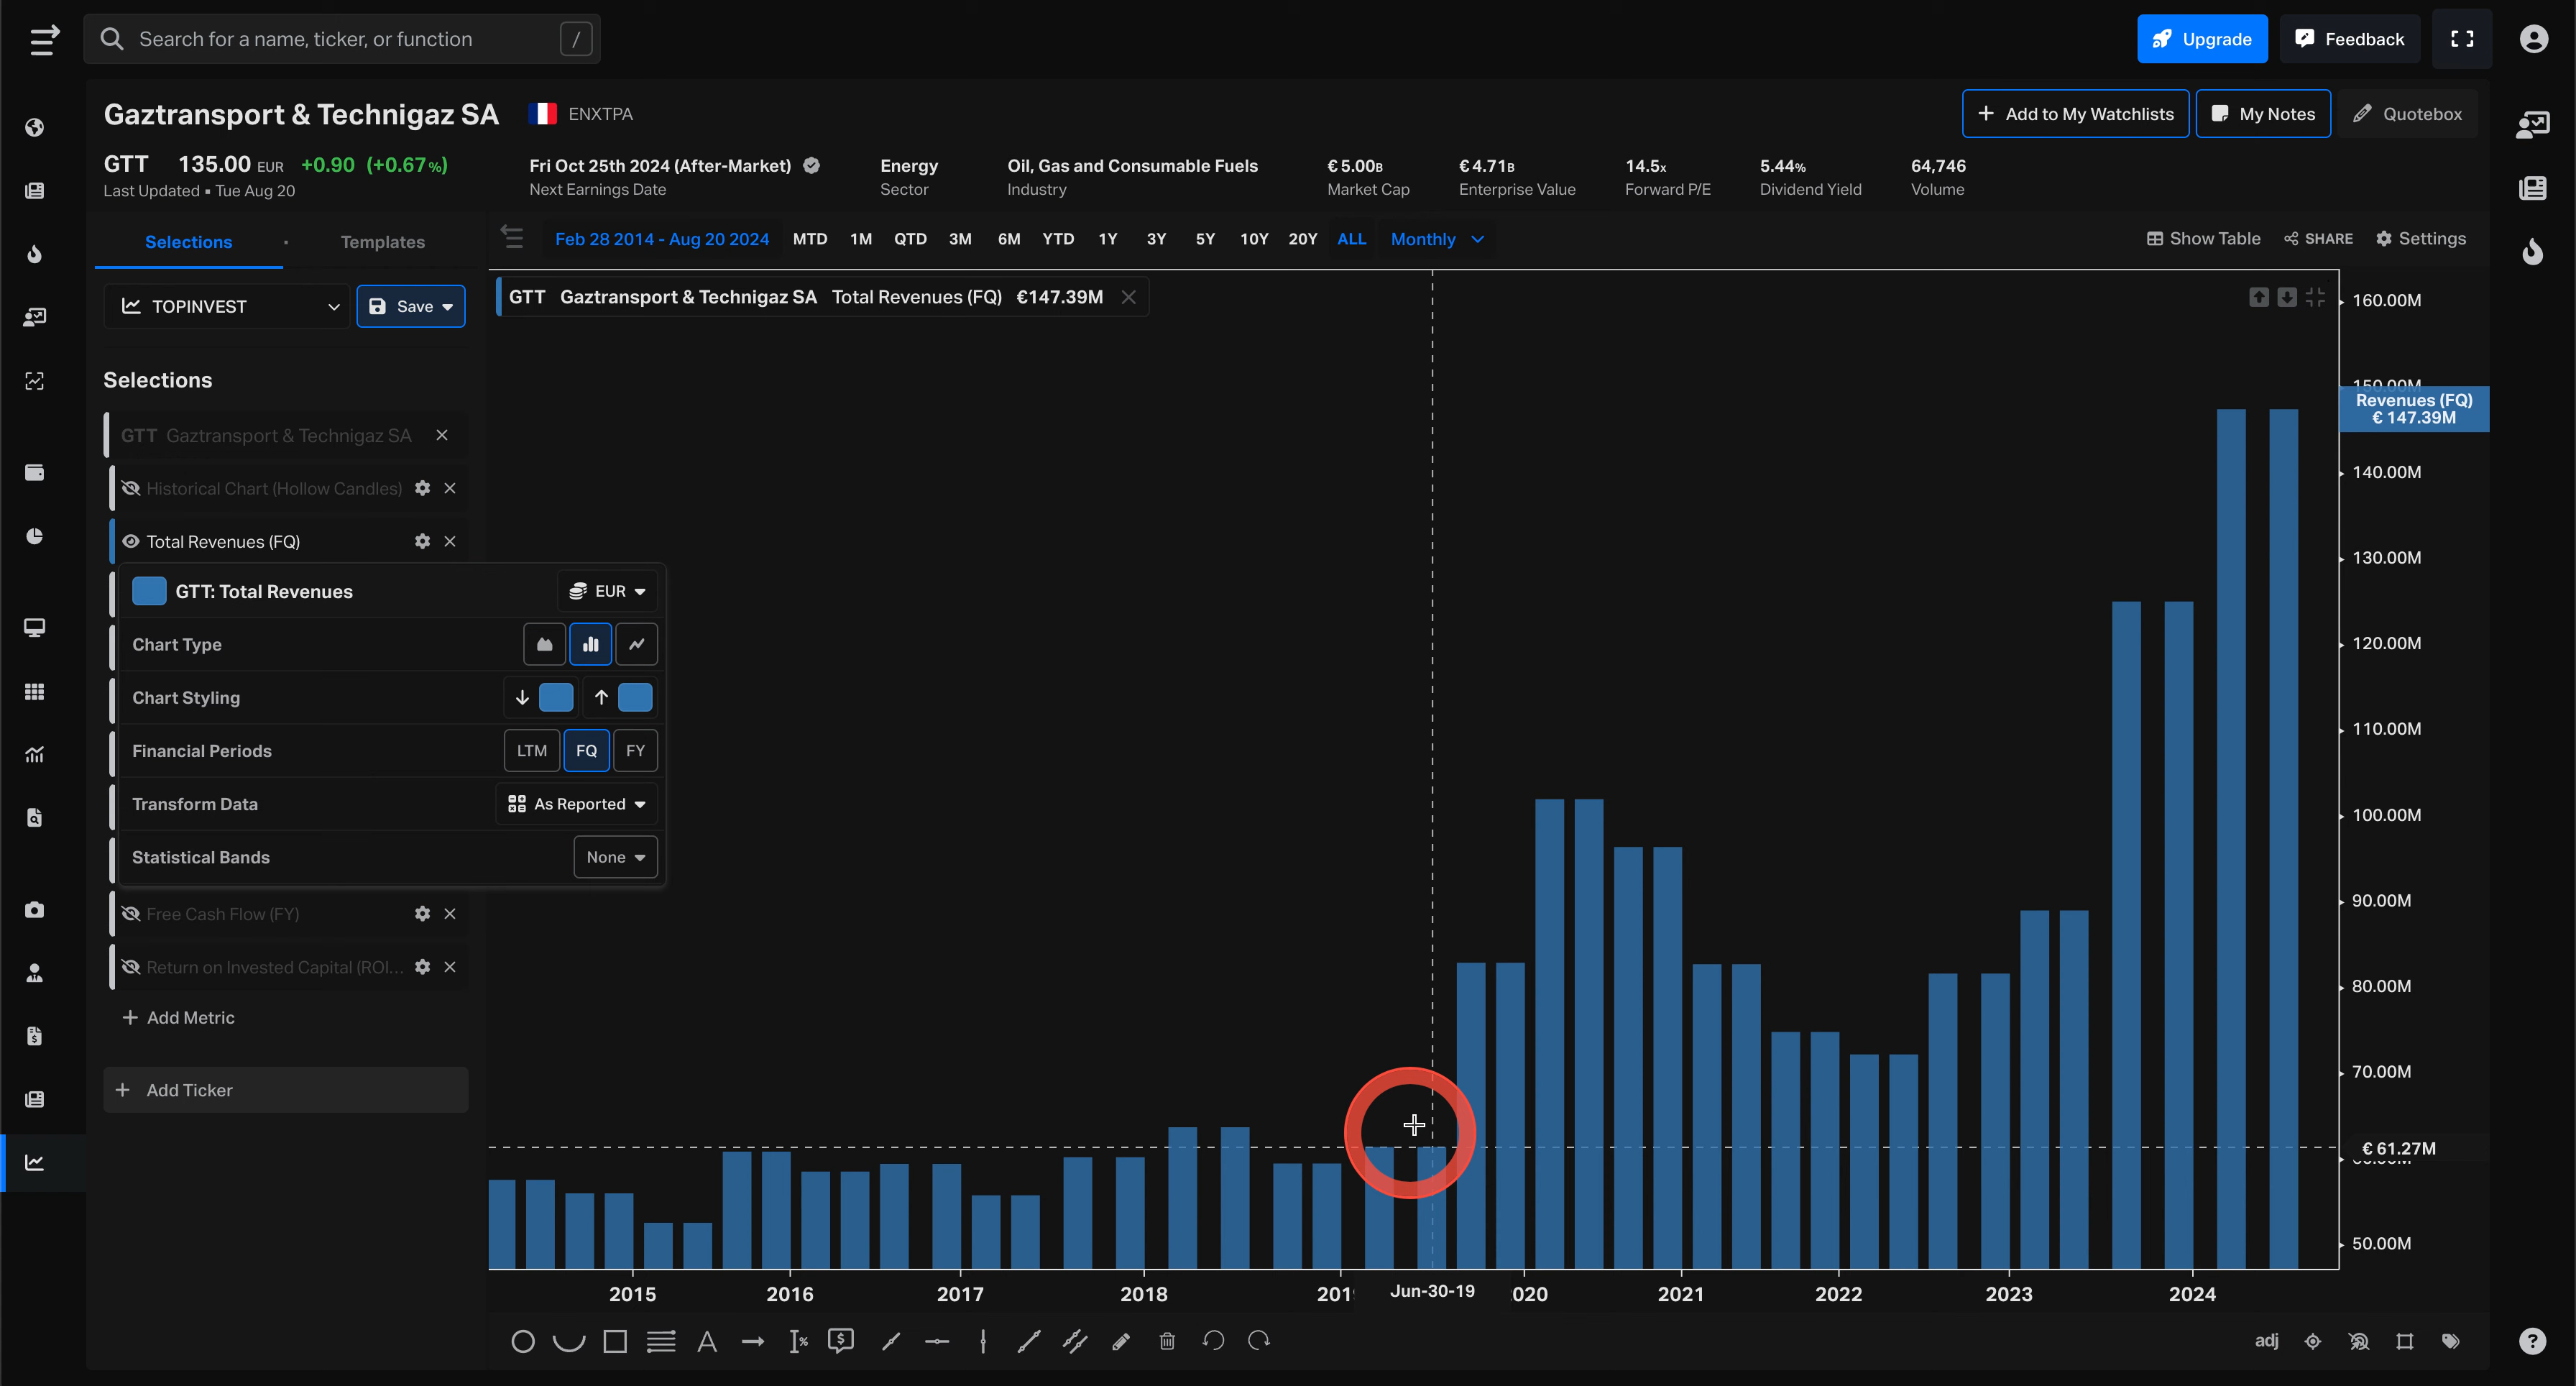 Search for a name, ticker, or function /
Upgrade
Feedback
Gaztransport & Technigaz SA ENXTPA
Add to My Watchlists
My Notes
Quotebox
GTT 135.00 EUR +0.90 (+0.67%)
Last Updated ▪ Tue Aug 20
Fri Oct 25th 2024 (After-Market)
Next Earnings Date
Energy
Sector
Oil, Gas and Consumable Fuels
Industry
€ 5.00B
Market Cap
€ 4.71B
Enterprise Value
14.5x
Forward P/E
5.44%
Dividend Yield
64,746
Volume
Selections · Templates
Feb 28 2014 - Aug 20 2024 MTD 1M QTD 3M 6M YTD 1Y 3Y 5Y 10Y 20Y ALL Monthly
Show Table SHARE Settings
TOPINVEST
Save
Selections
GTT Gaztransport & Technigaz SA
Historical Chart (Hollow Candles)
Total Revenues (FQ)
GTT: Total Revenues EUR
Chart Type
Chart Styling
Financial Periods LTM FQ FY
Transform Data As Reported
Statistical Bands None
Free Cash Flow (FY)
Return on Invested Capital (ROI...
+ Add Metric
+ Add Ticker
GTT Gaztransport & Technigaz SA Total Revenues (FQ) €147.39M
160.00M
150.00M
Revenues (FQ)
€ 147.39M
140.00M
130.00M
120.00M
110.00M
100.00M
90.00M
80.00M
70.00M
€ 61.27M
50.00M
2015 2016 2017 2018 201 Jun-30-19 020 2021 2022 2023 2024
A
%
$
adj
?